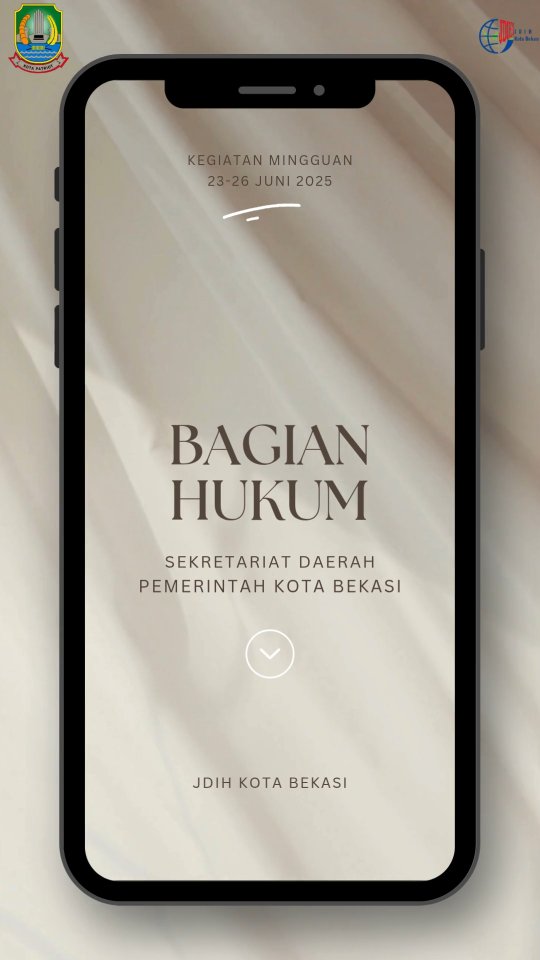 KOTA PATRIOT
JDIH
Kota Bekasi
KEGIATAN MINGGUAN
23-26 JUNI 2025
BAGIAN
HUKUM
SEKRETARIAT DAERAH
PEMERINTAH KOTA BEKASI
JDIH KOTA BEKASI